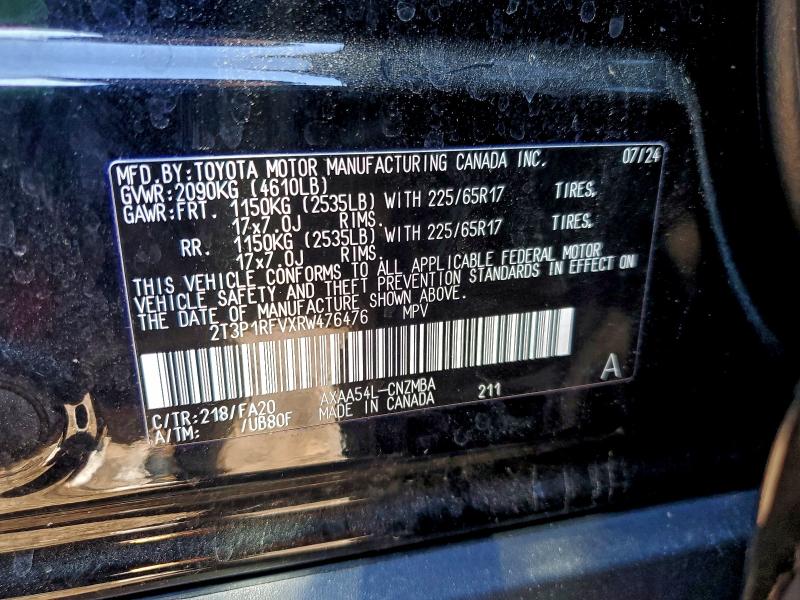 MFD.BY:TOYOTA MOTOR MANUFACTURING CANADA INC. 07/24
GVWR:2090KG (4610LB)
GAWR:FRT. 1150KG (2535LB) WITH 225/65R17 TIRES,
17x7.0J RIMS.
RR. 1150KG (2535LB) WITH 225/65R17 TIRES,
17x7.0J RIMS.
THIS VEHICLE CONFORMS TO ALL APPLICABLE FEDERAL MOTOR
VEHICLE SAFETY AND THEFT PREVENTION STANDARDS IN EFFECT ON
THE DATE OF MANUFACTURE SHOWN ABOVE.
2T3P1RFVXRW476476 MPV
A
C/TR:218/FA20 AXAA54L-CNZMBA 211
A/TM: /UB80F MADE IN CANADA